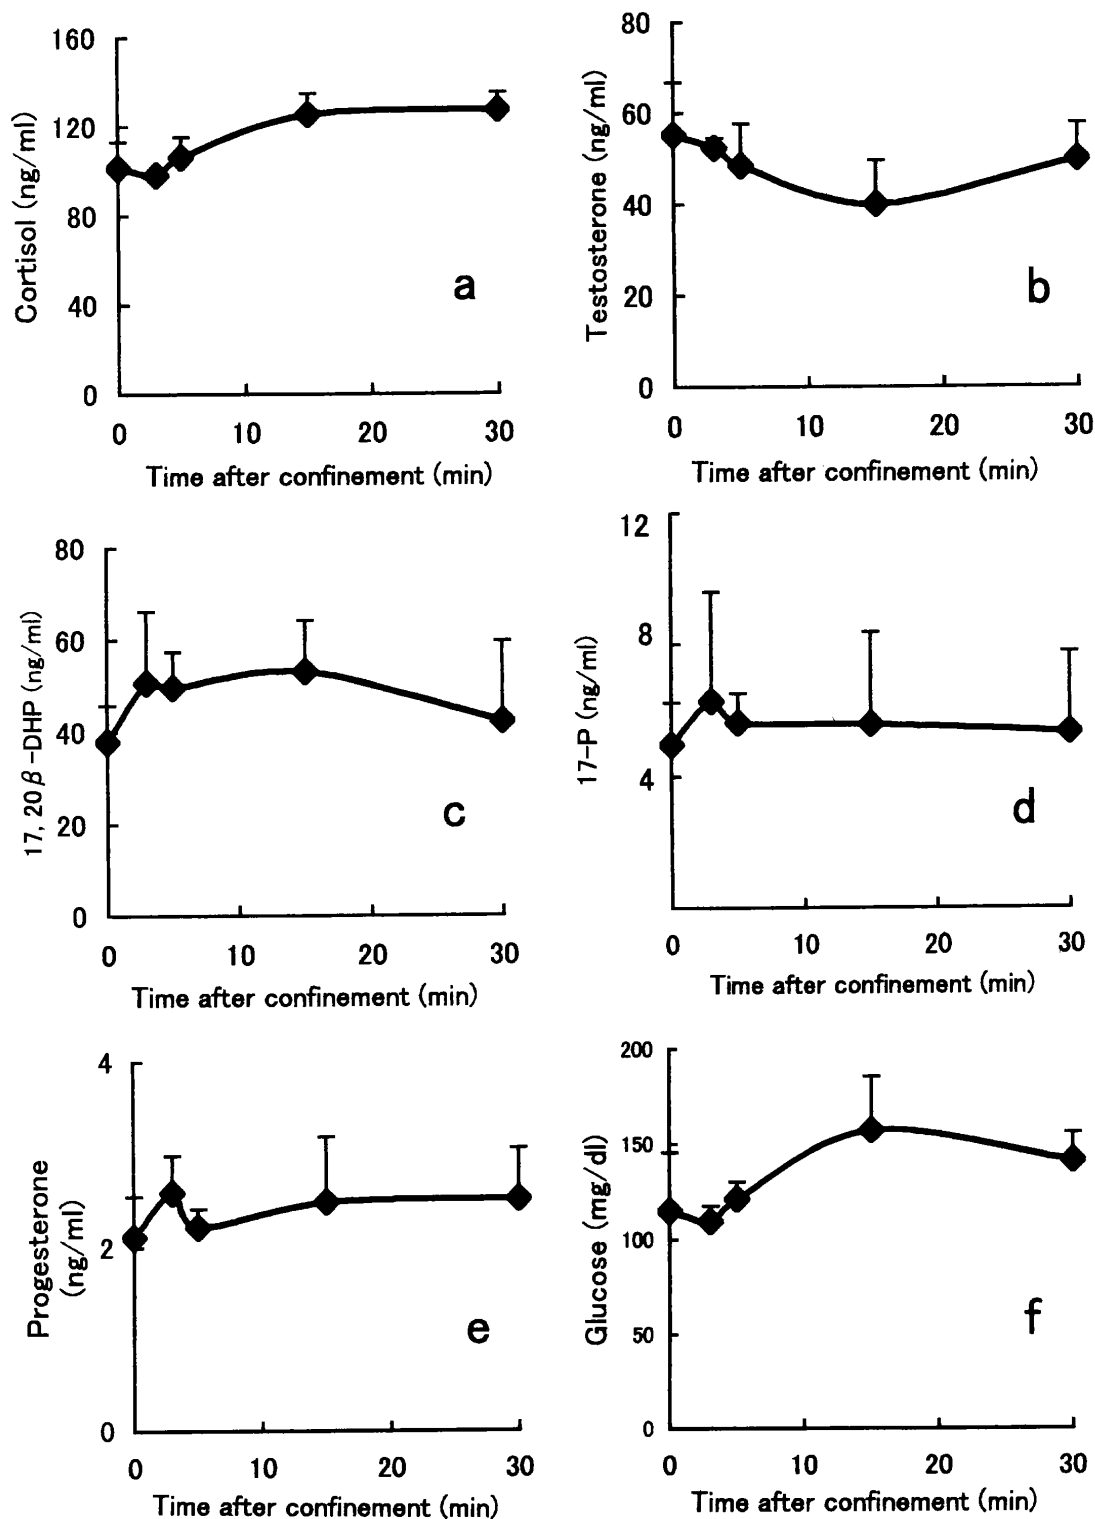 160
120
80
40
0
Cortisol (ng/ml)
a
0 10 20 30
Time after confinement (min)
80
60
40
20
0
Testosterone (ng/ml)
b
0 10 20 30
Time after confinement (min)
80
60
40
20
0
17, 20β-DHP (ng/ml)
c
0 10 20 30
Time after confinement (min)
12
8
4
17-P (ng/ml)
d
0 10 20 30
Time after confinement (min)
4
2
0
Progesterone
(ng/ml)
e
0 10 20 30
Time after confinement (min)
200
150
100
50
0
Glucose (mg/dl)
f
0 10 20 30
Time after confinement (min)